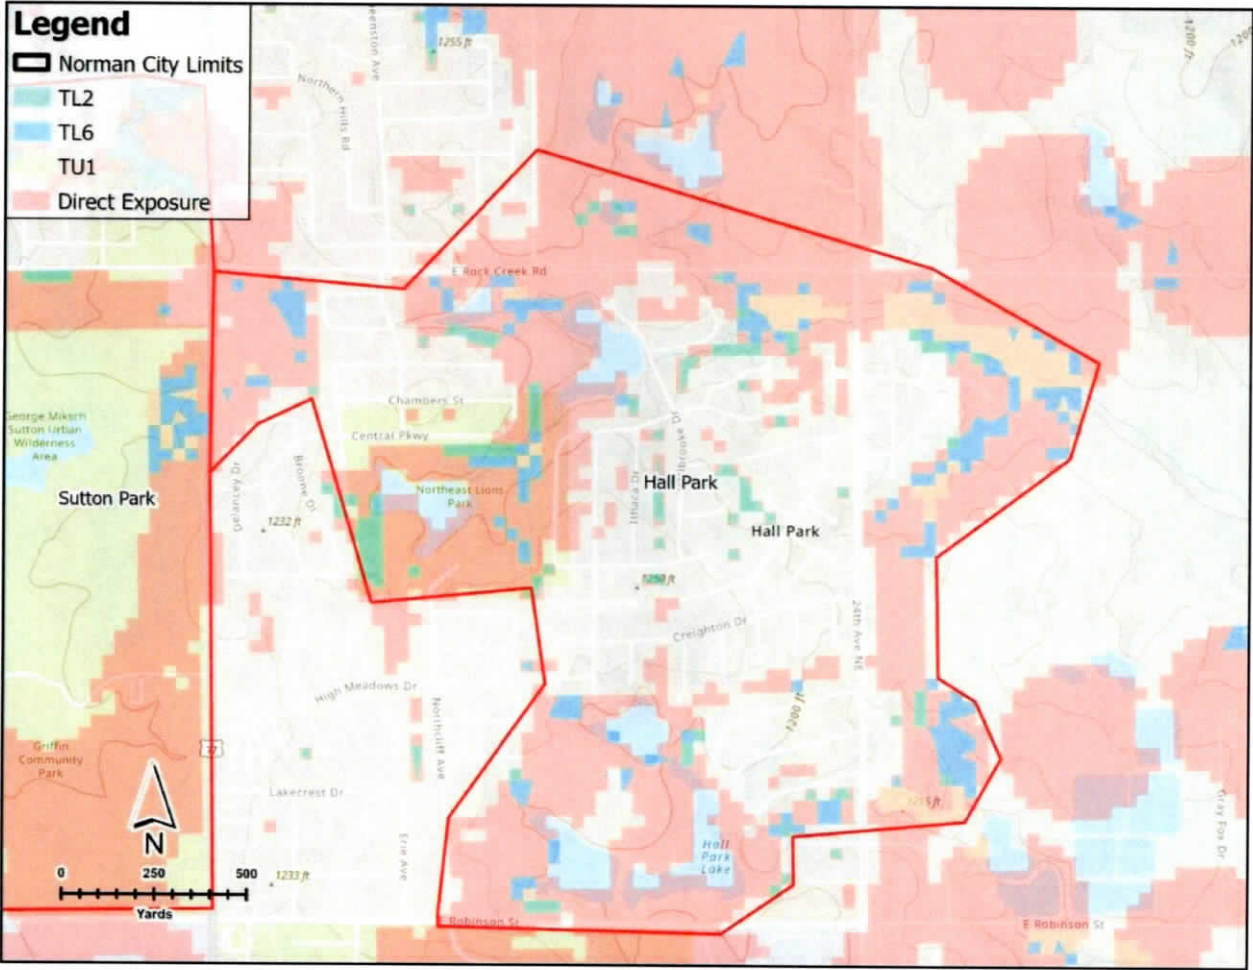 Legend
Norman City Limits
TL2
TL6
TU1
Direct Exposure
1255 ft
Northern Hills Rd
1200 ft
E Rock Creek Rd
Chambers St
Central Pkwy
George Miksch
Sutton Urban
Wilderness
Area
Sutton Park
Delancey Dr
Broone Dr
1232 ft
Northeast Lions
Park
Ithaca Dr
Hall Park
Hall Park
1250 ft
24th Ave NE
Creighton Dr
High Meadows Dr
Northcliff Ave
1200 ft
Griffin
Community
Park
77
Lakecrest Dr
Erie Ave
1233 ft
Hall
Park
Lake
Gray Fox Dr
N
0 250 500
Yards
E Robinson St
E Robinson St